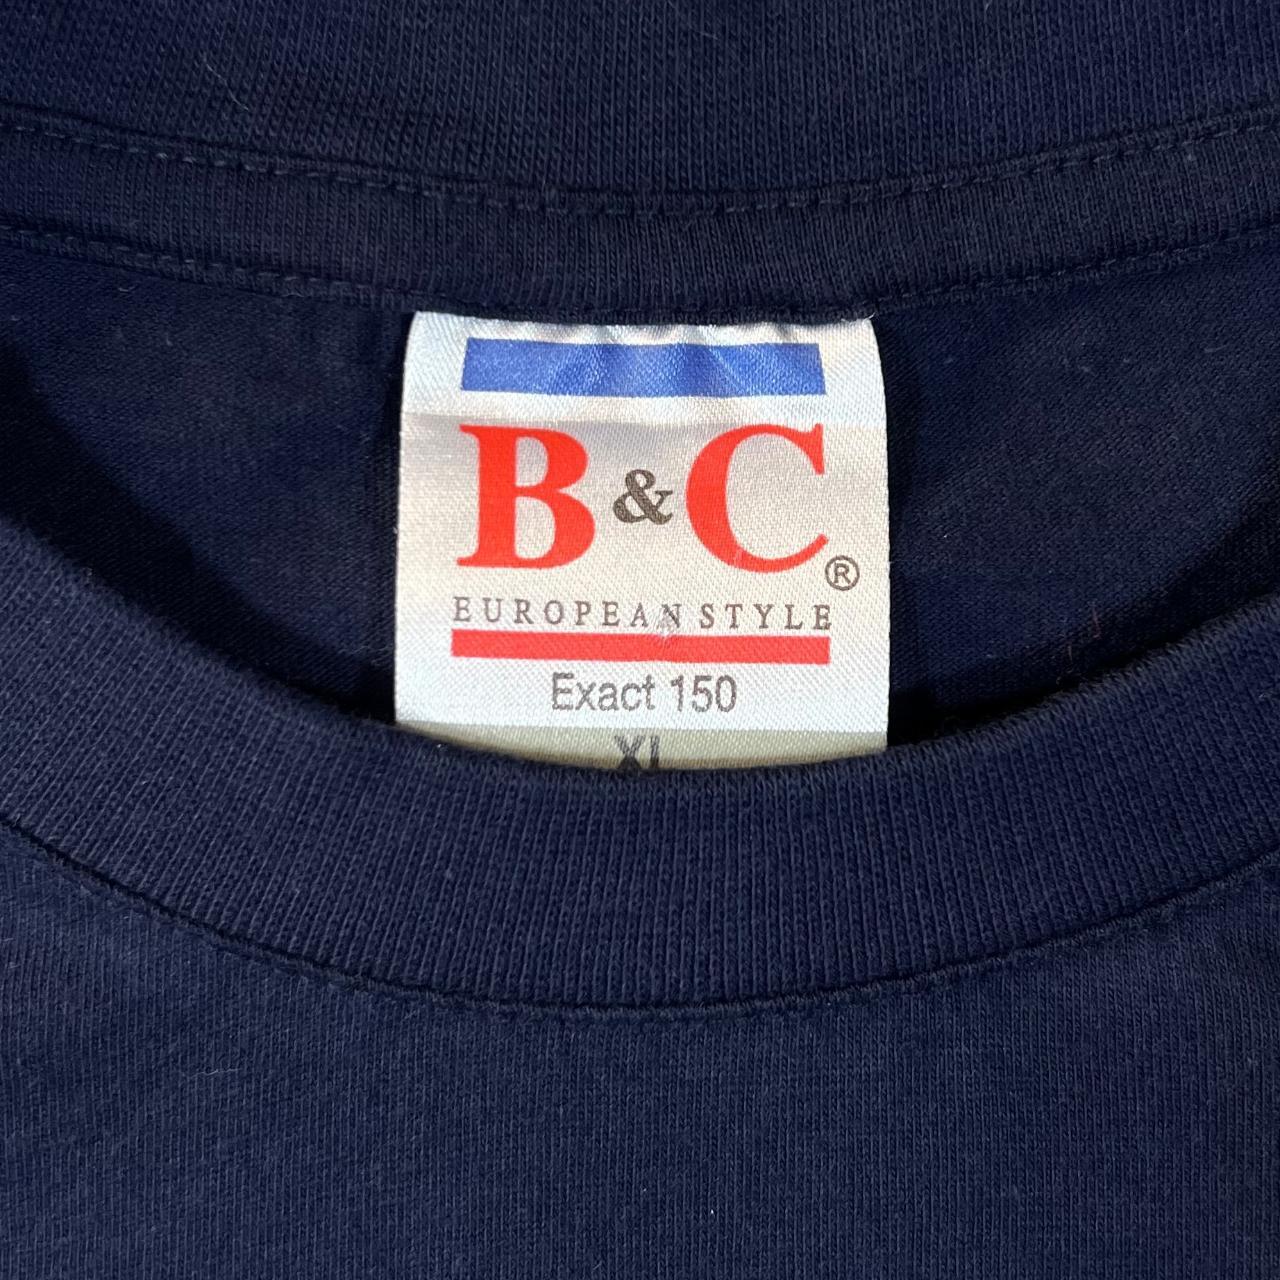 B&C®
EUROPEAN STYLE
Exact 150
XL